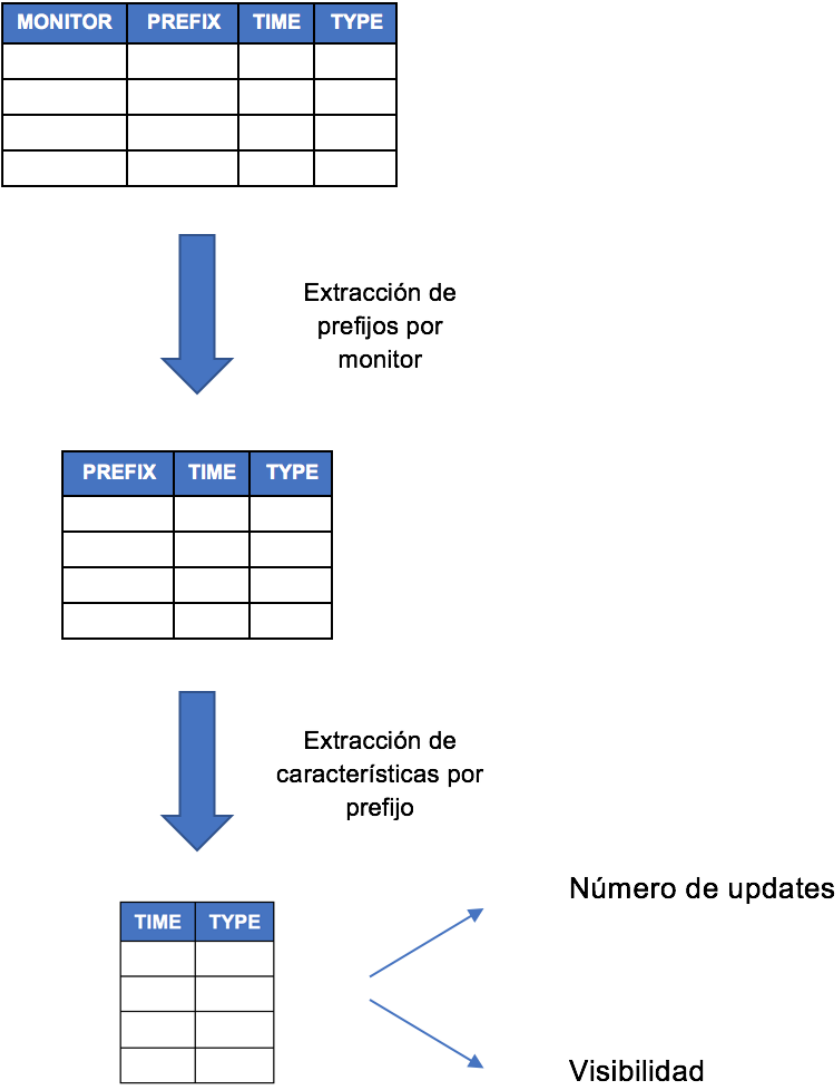 MONITOR PREFIX TIME TYPE
Extracción de
prefijos por
monitor
PREFIX TIME TYPE
Extracción de
características por
prefijo
Número de updates
TIME TYPE
Visibilidad